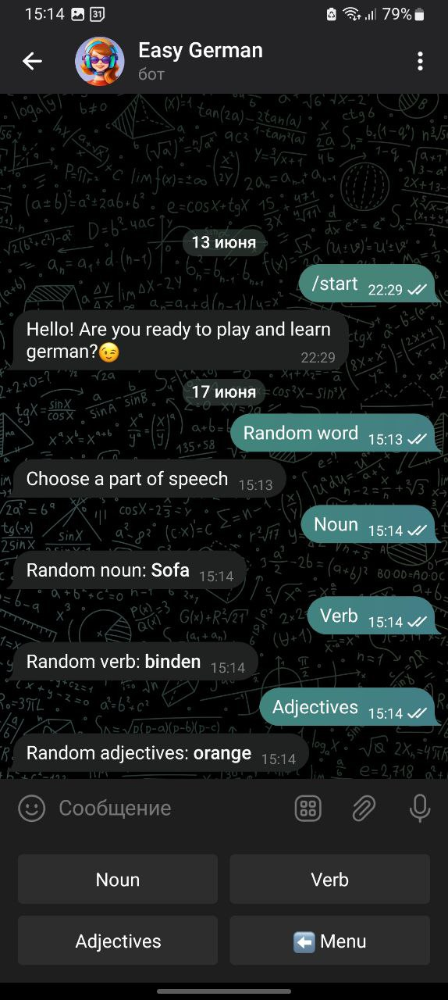 15:14 31 79%
Easy German
бот
13 июня
/start 22:29
Hello! Are you ready to play and learn
german?😉 22:29
17 июня
Random word 15:13
Choose a part of speech 15:13
Noun 15:14
Random noun: Sofa 15:14
Verb 15:14
Random verb: binden 15:14
Adjectives 15:14
Random adjectives: orange 15:14
Сообщение
Noun Verb
Adjectives ⬅️ Menu